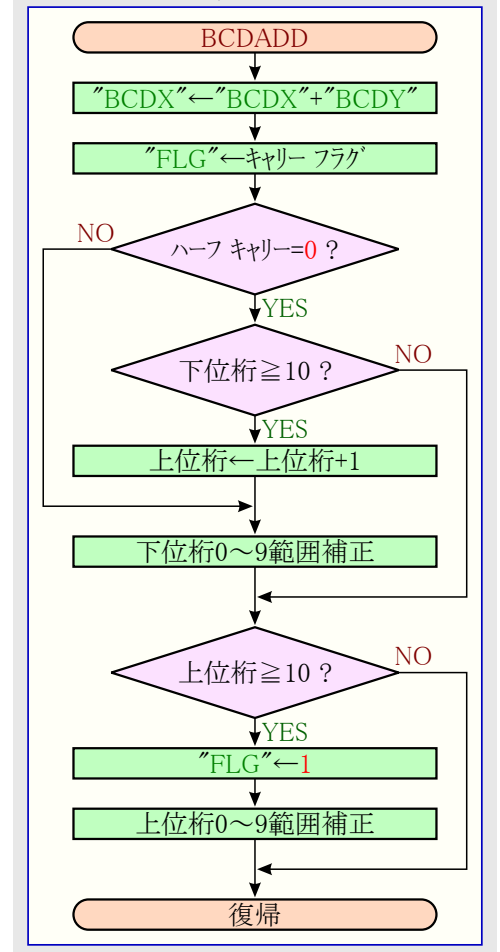 BCDADD
"BCDX"←"BCDX"+"BCDY"
"FLG"←ｷｬﾘｰ ﾌﾗｸﾞ
ﾊｰﾌ ｷｬﾘｰ=0 ?
NO
YES
下位桁≧10 ?
NO
YES
上位桁←上位桁+1
下位桁0～9範囲補正
上位桁≧10 ?
NO
YES
"FLG"←1
上位桁0～9範囲補正
復帰